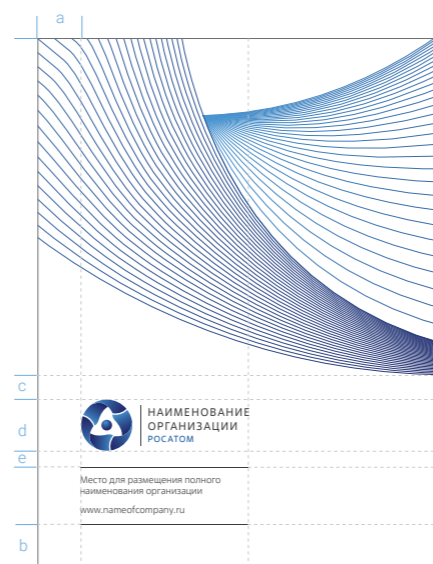 a
c
d
НАИМЕНОВАНИЕ
ОРГАНИЗАЦИИ
РОСАТОМ
e
Место для размещения полного
наименования организации
www.nameofcompany.ru
b